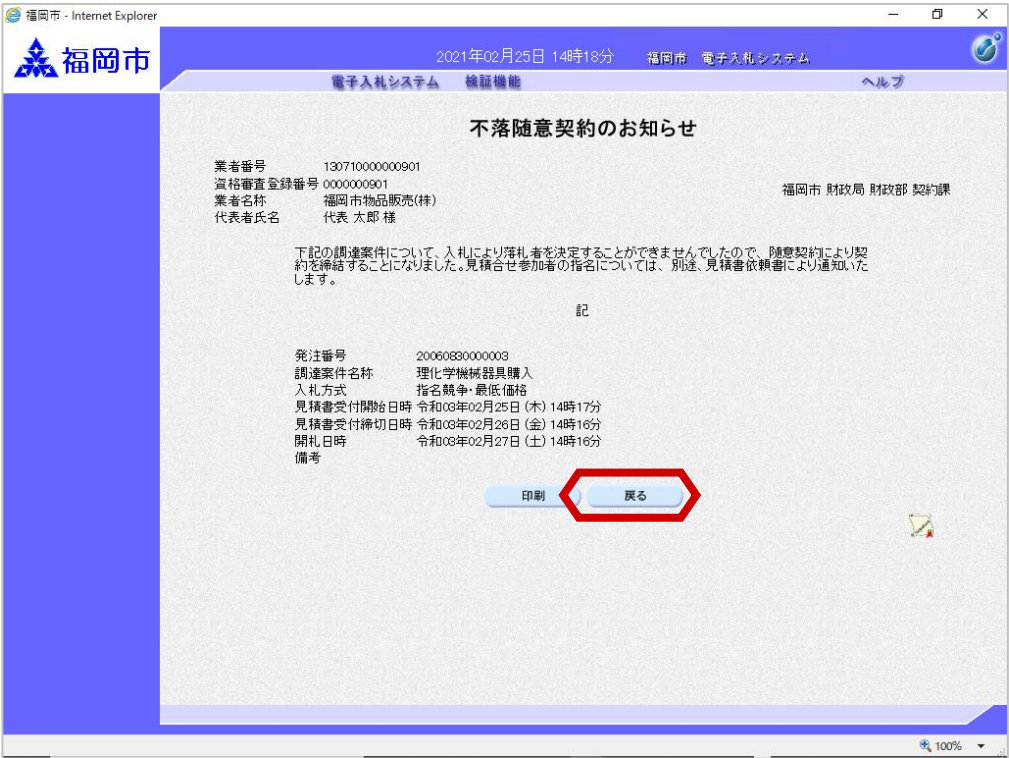 福岡市 - Internet Explorer
福岡市
2021年02月25日 14時18分 福岡市 電子入札システム
電子入札システム 検証機能 ヘルプ
不落随意契約のお知らせ
業者番号 130710000000901
資格審査登録番号 0000000901
業者名称 福岡市物品販売(株)
代表者氏名 代表 太郎 様
福岡市 財政局 財政部 契約課
下記の調達案件について、入札により落札者を決定することができませんでしたので、随意契約により契
約を締結することになりました。見積合せ参加者の指名については、別途、見積書依頼書により通知いた
します。
記
発注番号 20060830000003
調達案件名称 理化学機械器具購入
入札方式 指名競争・最低価格
見積書受付開始日時 令和03年02月25日 (木) 14時17分
見積書受付締切日時 令和03年02月26日 (金) 14時16分
開札日時 令和03年02月27日 (土) 14時16分
備考
印刷 戻る
100%